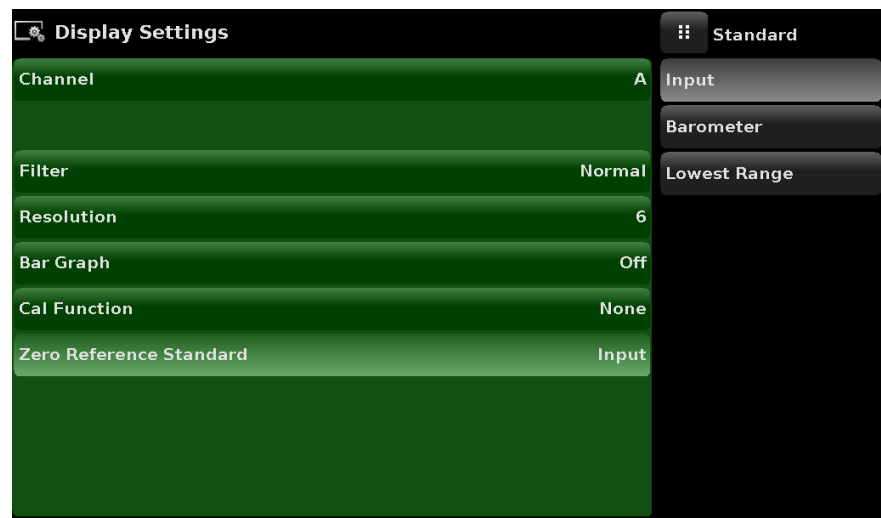 Display Settings
Channel A
Filter Normal
Resolution 6
Bar Graph Off
Cal Function None
Zero Reference Standard Input
Standard
Input
Barometer
Lowest Range